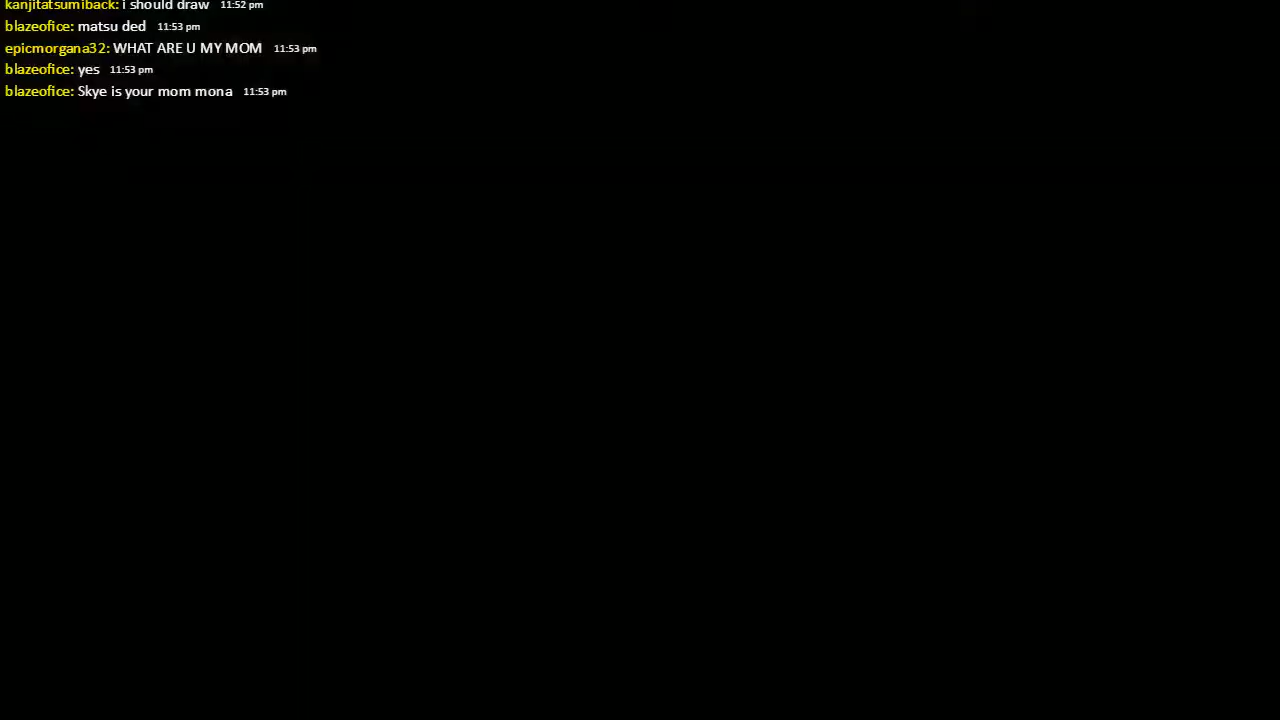 kanjitatsumiback: i should draw 11:52 pm
blazeofice: matsu ded 11:53 pm
epicmorgana32: WHAT ARE U MY MOM 11:53 pm
blazeofice: yes 11:53 pm
blazeofice: Skye is your mom mona 11:53 pm